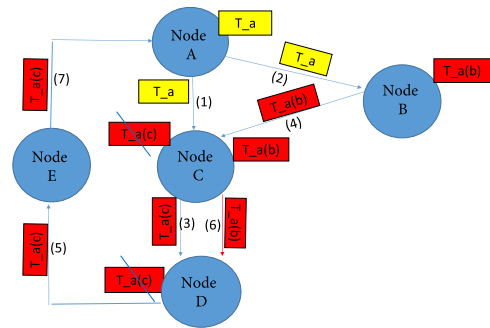 Node
A
T_a
T_a
(1)
T_a
(2)
T_a(b)
Node
B
T_a(b)
(4)
T_a(c)
(7)
T_a(c)
Node
C
T_a(b)
Node
E
T_a(c)
(3)
(6)
T_a(b)
T_a(c)
(5)
T_a(c)
Node
D